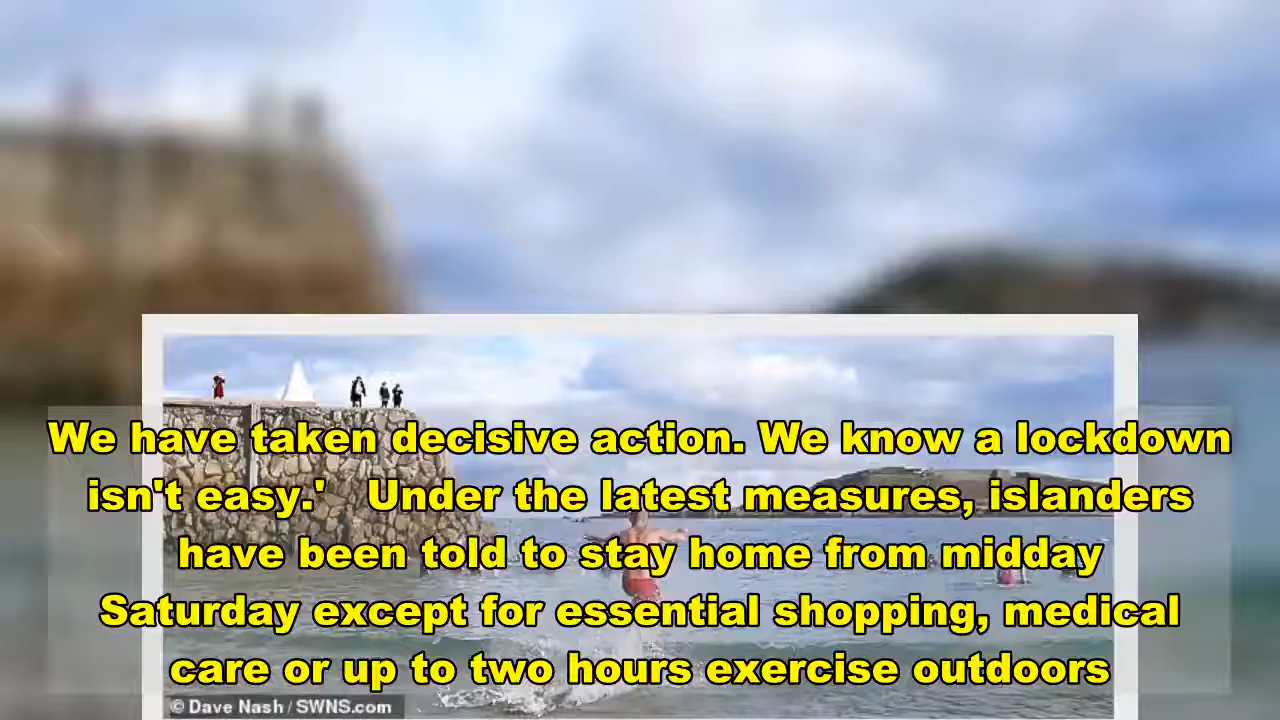 We have taken decisive action. We know a lockdown
isn't easy.'   Under the latest measures, islanders
have been told to stay home from midday
Saturday except for essential shopping, medical
care or up to two hours exercise outdoors
© Dave Nash / SWNS.com